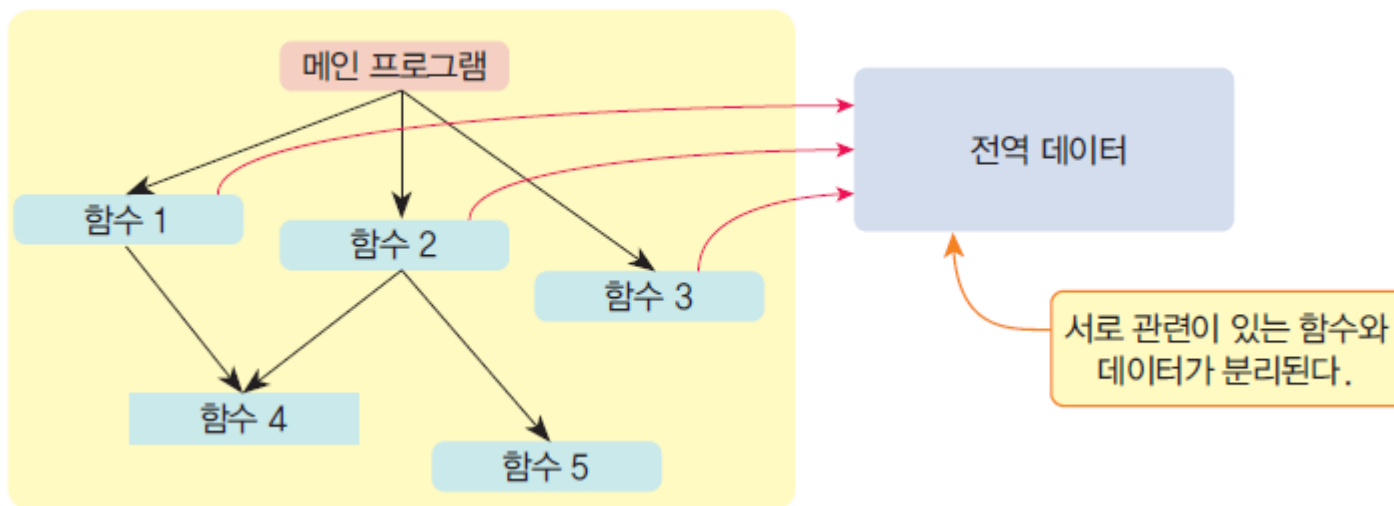 메인 프로그램
전역 데이터
함수 1
함수 2
함수 3
서로 관련이 있는 함수와
데이터가 분리된다.
함수 4
함수 5